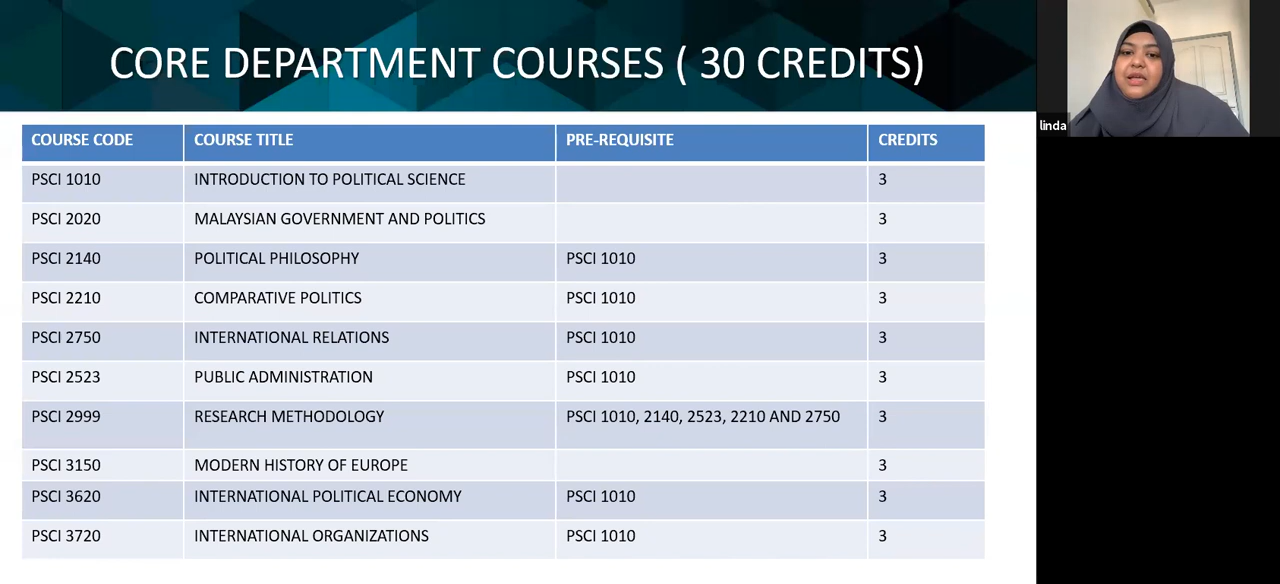 CORE DEPARTMENT COURSES ( 30 CREDITS)
linda
COURSE CODE COURSE TITLE PRE-REQUISITE CREDITS
PSCI 1010 INTRODUCTION TO POLITICAL SCIENCE 3
PSCI 2020 MALAYSIAN GOVERNMENT AND POLITICS 3
PSCI 2140 POLITICAL PHILOSOPHY PSCI 1010 3
PSCI 2210 COMPARATIVE POLITICS PSCI 1010 3
PSCI 2750 INTERNATIONAL RELATIONS PSCI 1010 3
PSCI 2523 PUBLIC ADMINISTRATION PSCI 1010 3
PSCI 2999 RESEARCH METHODOLOGY PSCI 1010, 2140, 2523, 2210 AND 2750 3
PSCI 3150 MODERN HISTORY OF EUROPE 3
PSCI 3620 INTERNATIONAL POLITICAL ECONOMY PSCI 1010 3
PSCI 3720 INTERNATIONAL ORGANIZATIONS PSCI 1010 3